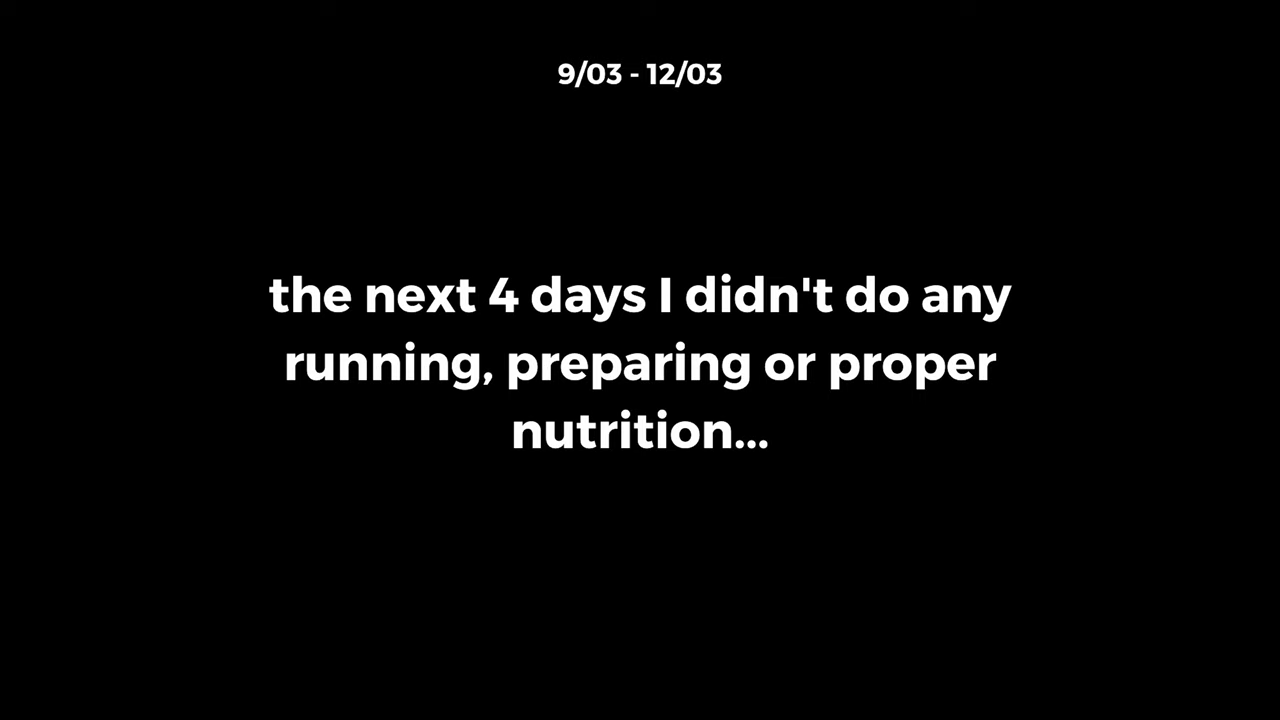 9/03 - 12/03
the next 4 days I didn't do any
running, preparing or proper
nutrition...